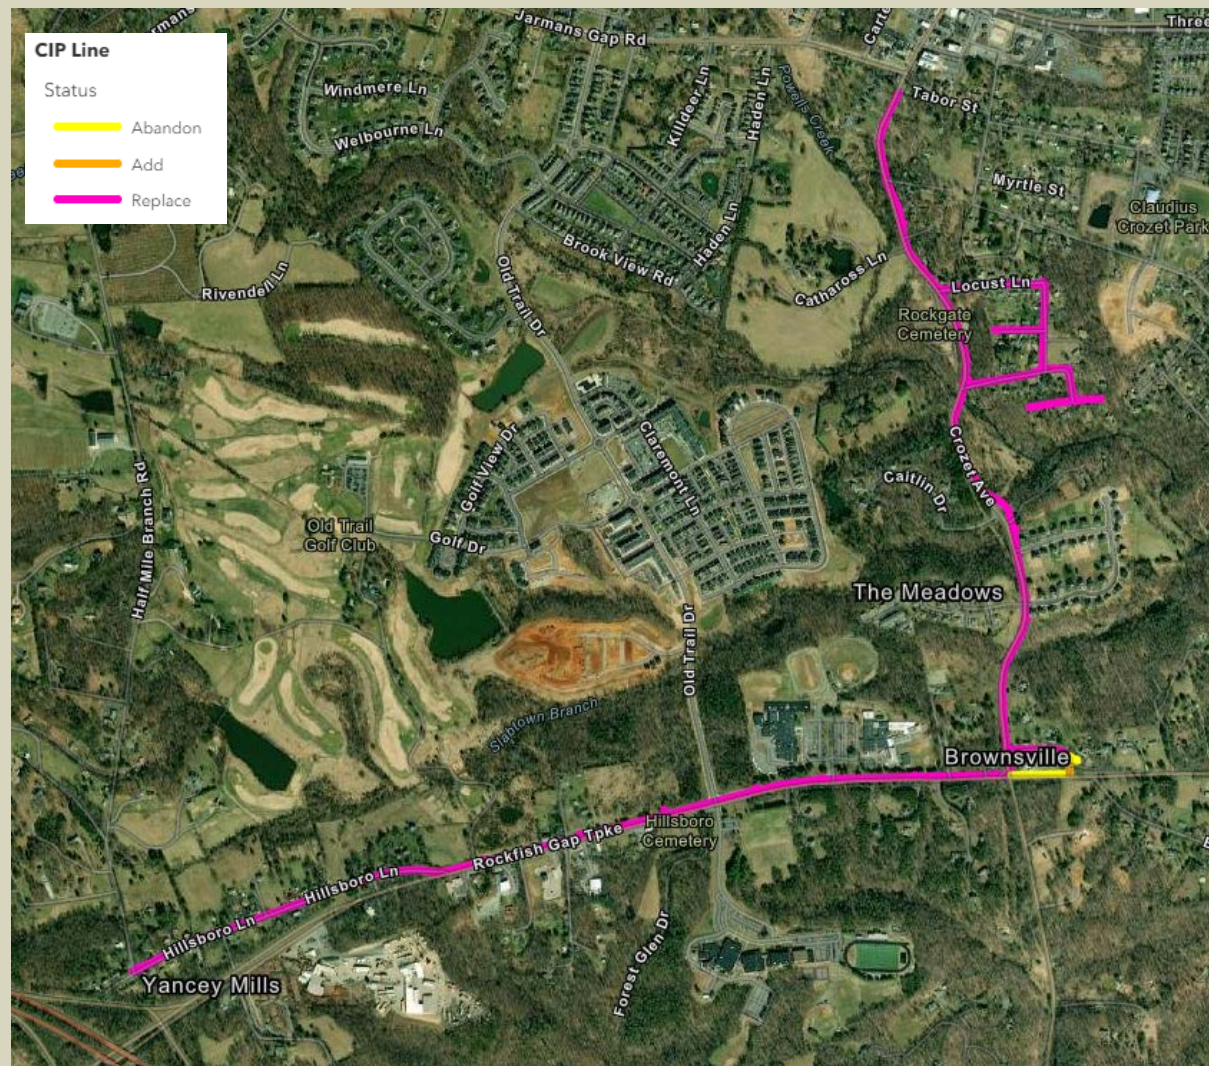 CIP Line
Status
Abandon
Add
Replace
Jarmans Gap Rd
Carte
Three
Windmere Ln
Welbourne Ln
Killdeer Ln
Haden Ln
Powells Creek
Tabor St
Myrtle St
Claudius
Crozet Park
Brook View Rd
Haden Ln
Cathaross Ln
Locust Ln
Rockgate
Cemetery
Rivendell Ln
Old Trail Dr
Golf View Dr
Claremont Ln
Crozet Ave
Caitlin Dr
Half Mile Branch Rd
Old Trail
Golf Club
Golf Dr
The Meadows
Old Trail Dr
Slabtown Branch
Brownsville
Hillsboro
Cemetery
Rockfish Gap Tpke
Hillsboro Ln
Hillsboro Ln
Yancey Mills
Forest Glen Dr